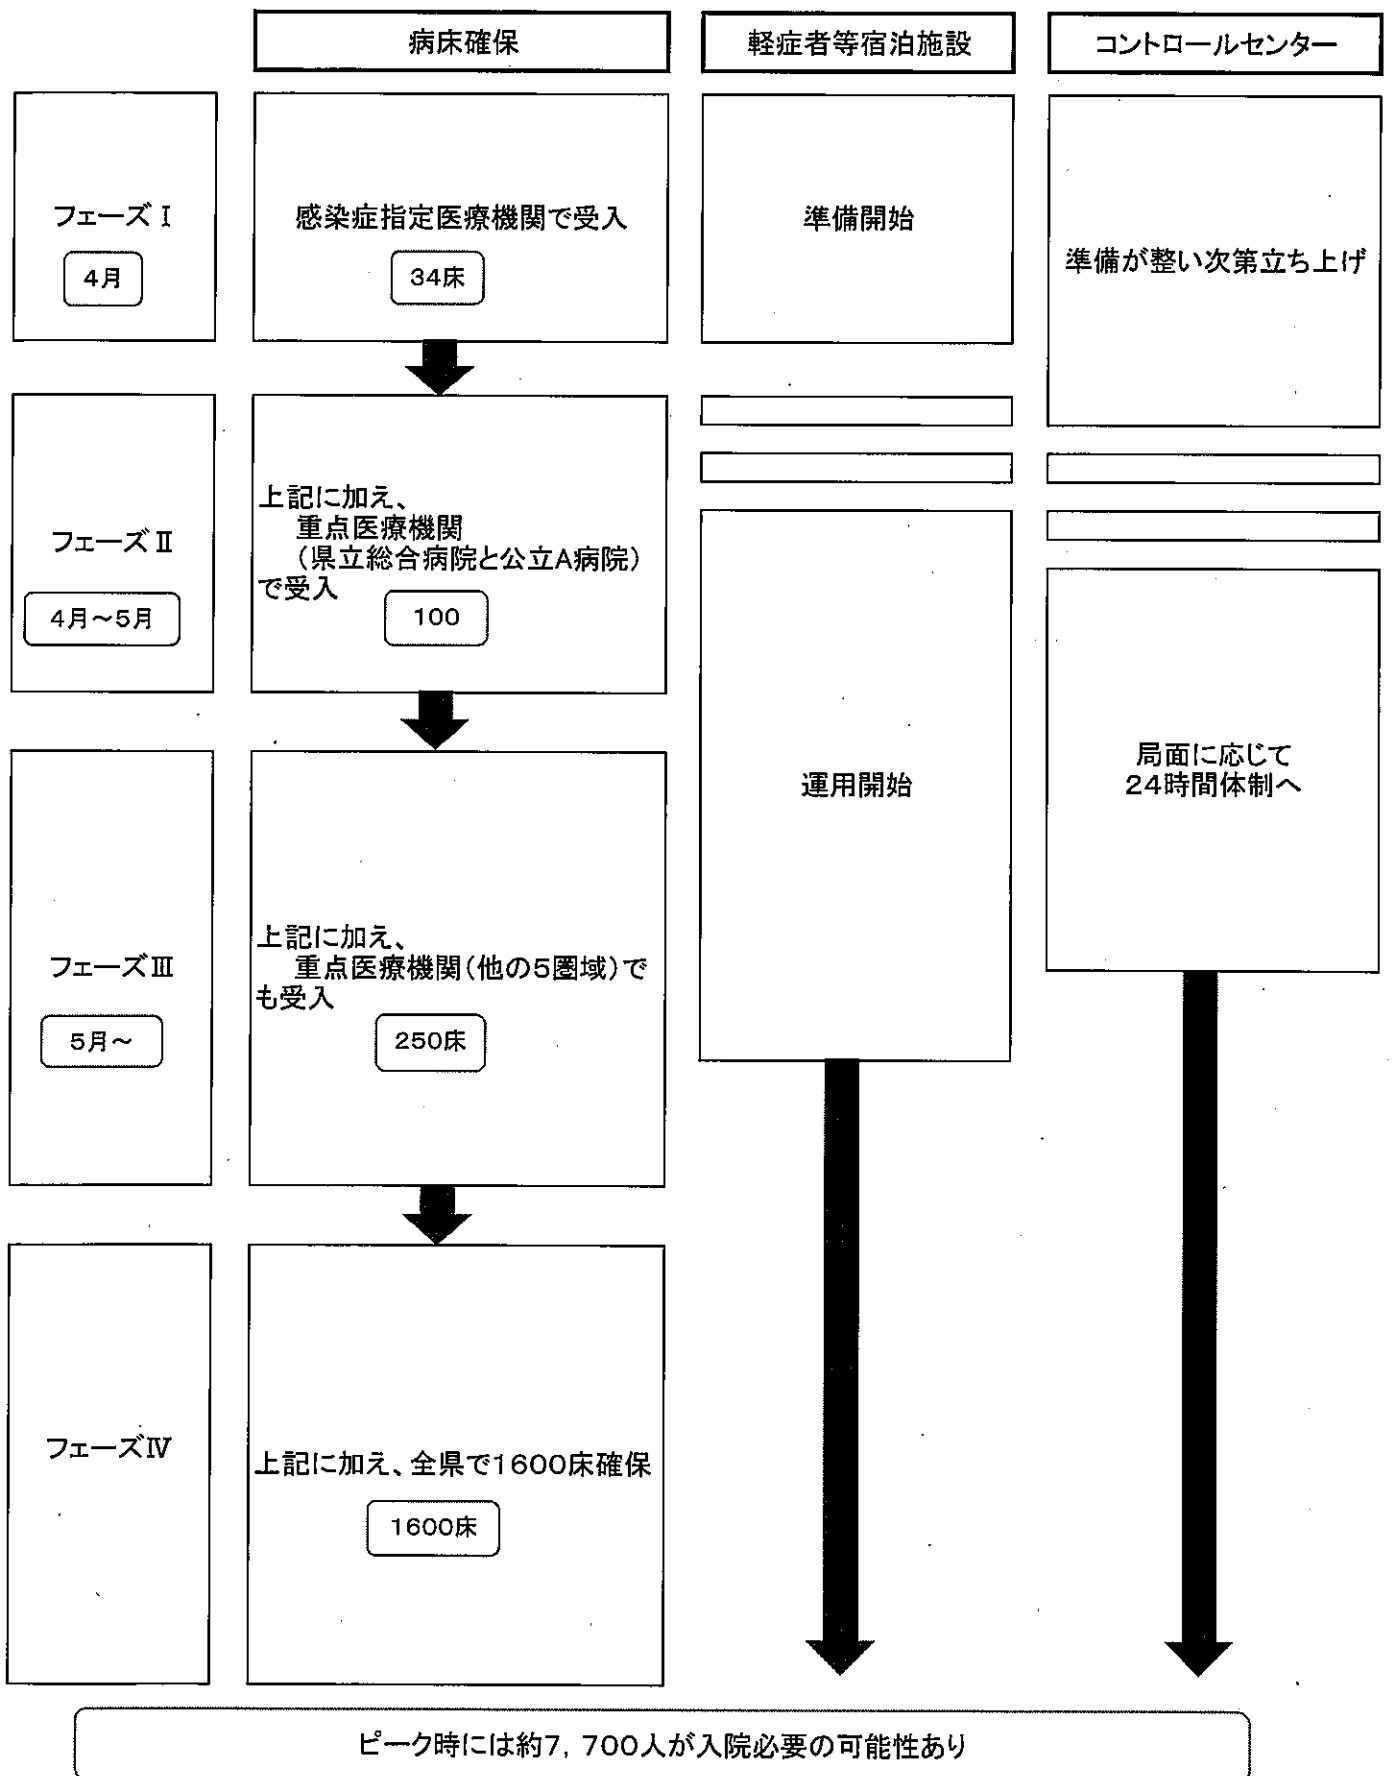 病床確保
軽症者等宿泊施設
コントロールセンター
フェーズⅠ
4月
感染症指定医療機関で受入
34床
準備開始
準備が整い次第立ち上げ
フェーズⅡ
4月～5月
上記に加え、
重点医療機関
（県立総合病院と公立A病院）
で受入
100
運用開始
局面に応じて
24時間体制へ
フェーズⅢ
5月～
上記に加え、
重点医療機関（他の5圏域）で
も受入
250床
フェーズⅣ
上記に加え、全県で1600床確保
1600床
ピーク時には約7，700人が入院必要の可能性あり